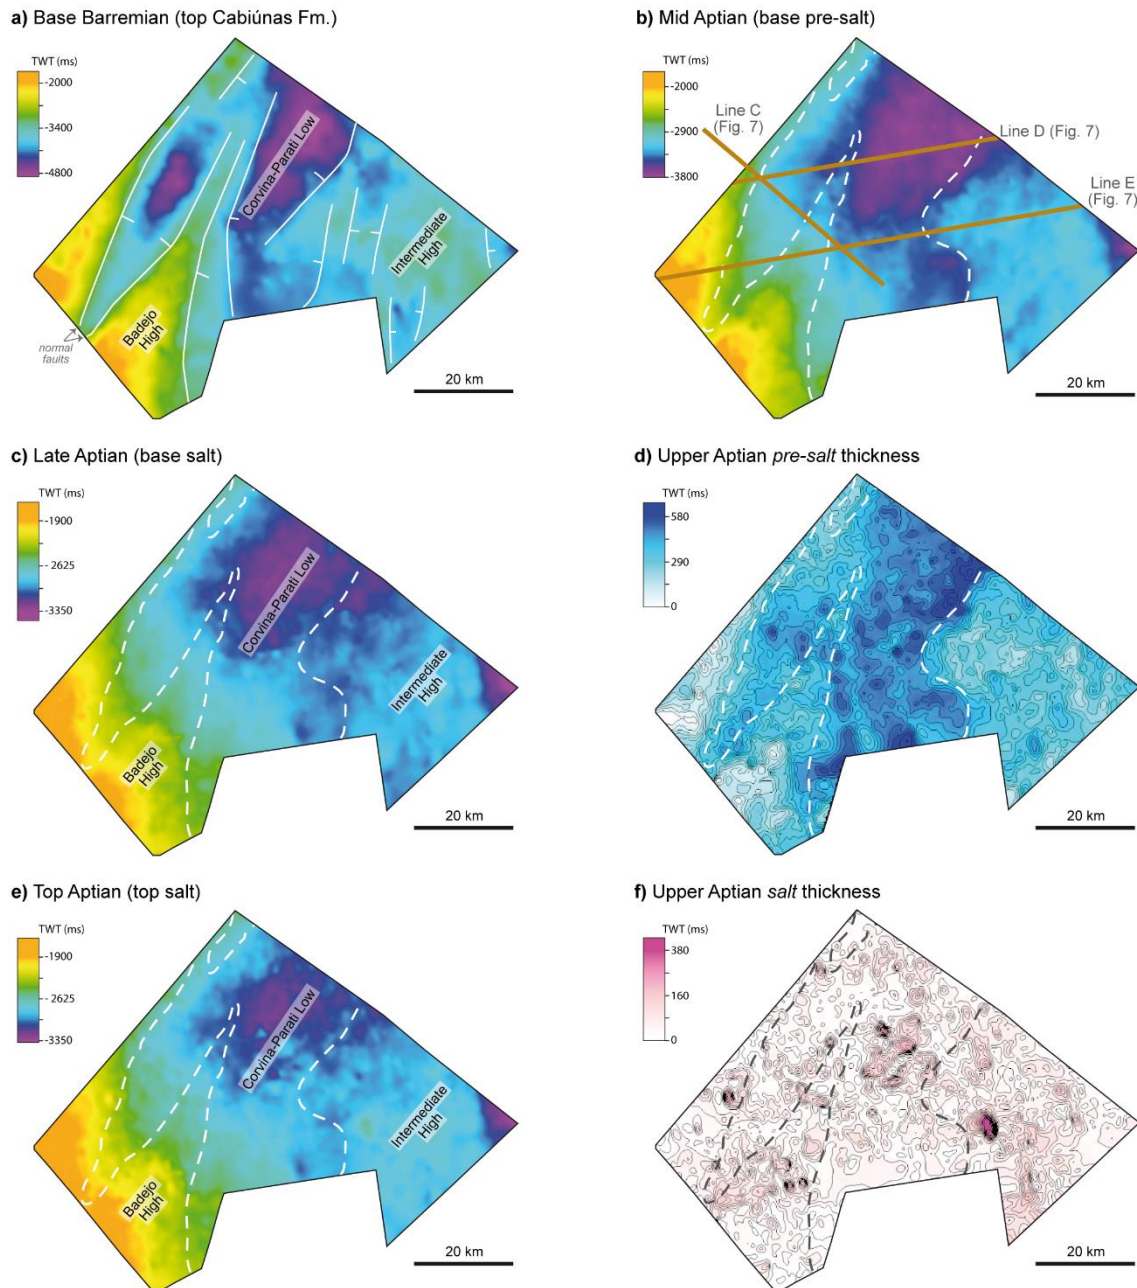 a) Base Barremian (top Cabiúnas Fm.)
TWT (ms)
-2000
-3400
-4800
Corvina-Parati Low
Intermediate
High
Badejo
High
normal
faults
20 km
b) Mid Aptian (base pre-salt)
TWT (ms)
-2000
-2900
-3800
Line C
(Fig. 7)
Line D (Fig. 7)
Line E
(Fig. 7)
20 km
c) Late Aptian (base salt)
TWT (ms)
-1900
-2625
-3350
Corvina-Parati Low
Intermediate
High
Badejo
High
20 km
d) Upper Aptian pre-salt thickness
TWT (ms)
580
290
0
20 km
e) Top Aptian (top salt)
TWT (ms)
-1900
-2625
-3350
Corvina-Parati Low
Intermediate
High
Badejo
High
20 km
f) Upper Aptian salt thickness
TWT (ms)
380
160
0
20 km